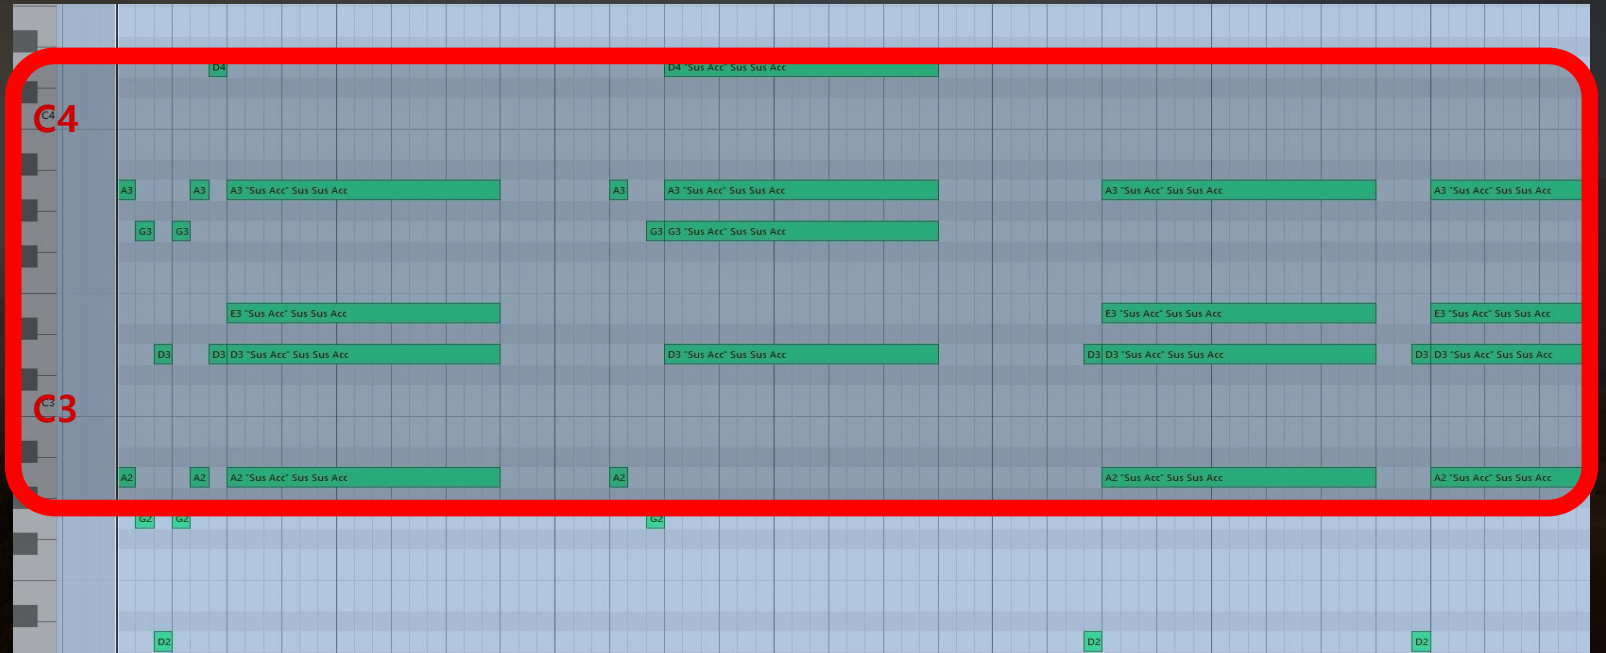 D4 D4 "Sus Acc" Sus Sus Acc
C4
C4
A3 A3 A3 "Sus Acc" Sus Sus Acc A3 A3 "Sus Acc" Sus Sus Acc A3 "Sus Acc" Sus Sus Acc A3 "Sus Acc" Sus Sus Acc
G3 G3 G3 G3 "Sus Acc" Sus Sus Acc
E3 "Sus Acc" Sus Sus Acc E3 "Sus Acc" Sus Sus Acc E3 "Sus Acc" Sus Sus Acc
D3 D3 D3 "Sus Acc" Sus Sus Acc D3 "Sus Acc" Sus Sus Acc D3 D3 "Sus Acc" Sus Sus Acc D3 D3 "Sus Acc" Sus Sus Acc
C3
C3
A2 A2 A2 "Sus Acc" Sus Sus Acc A2 A2 "Sus Acc" Sus Sus Acc A2 "Sus Acc" Sus Sus Acc
G2 G2 G2
D2 D2 D2